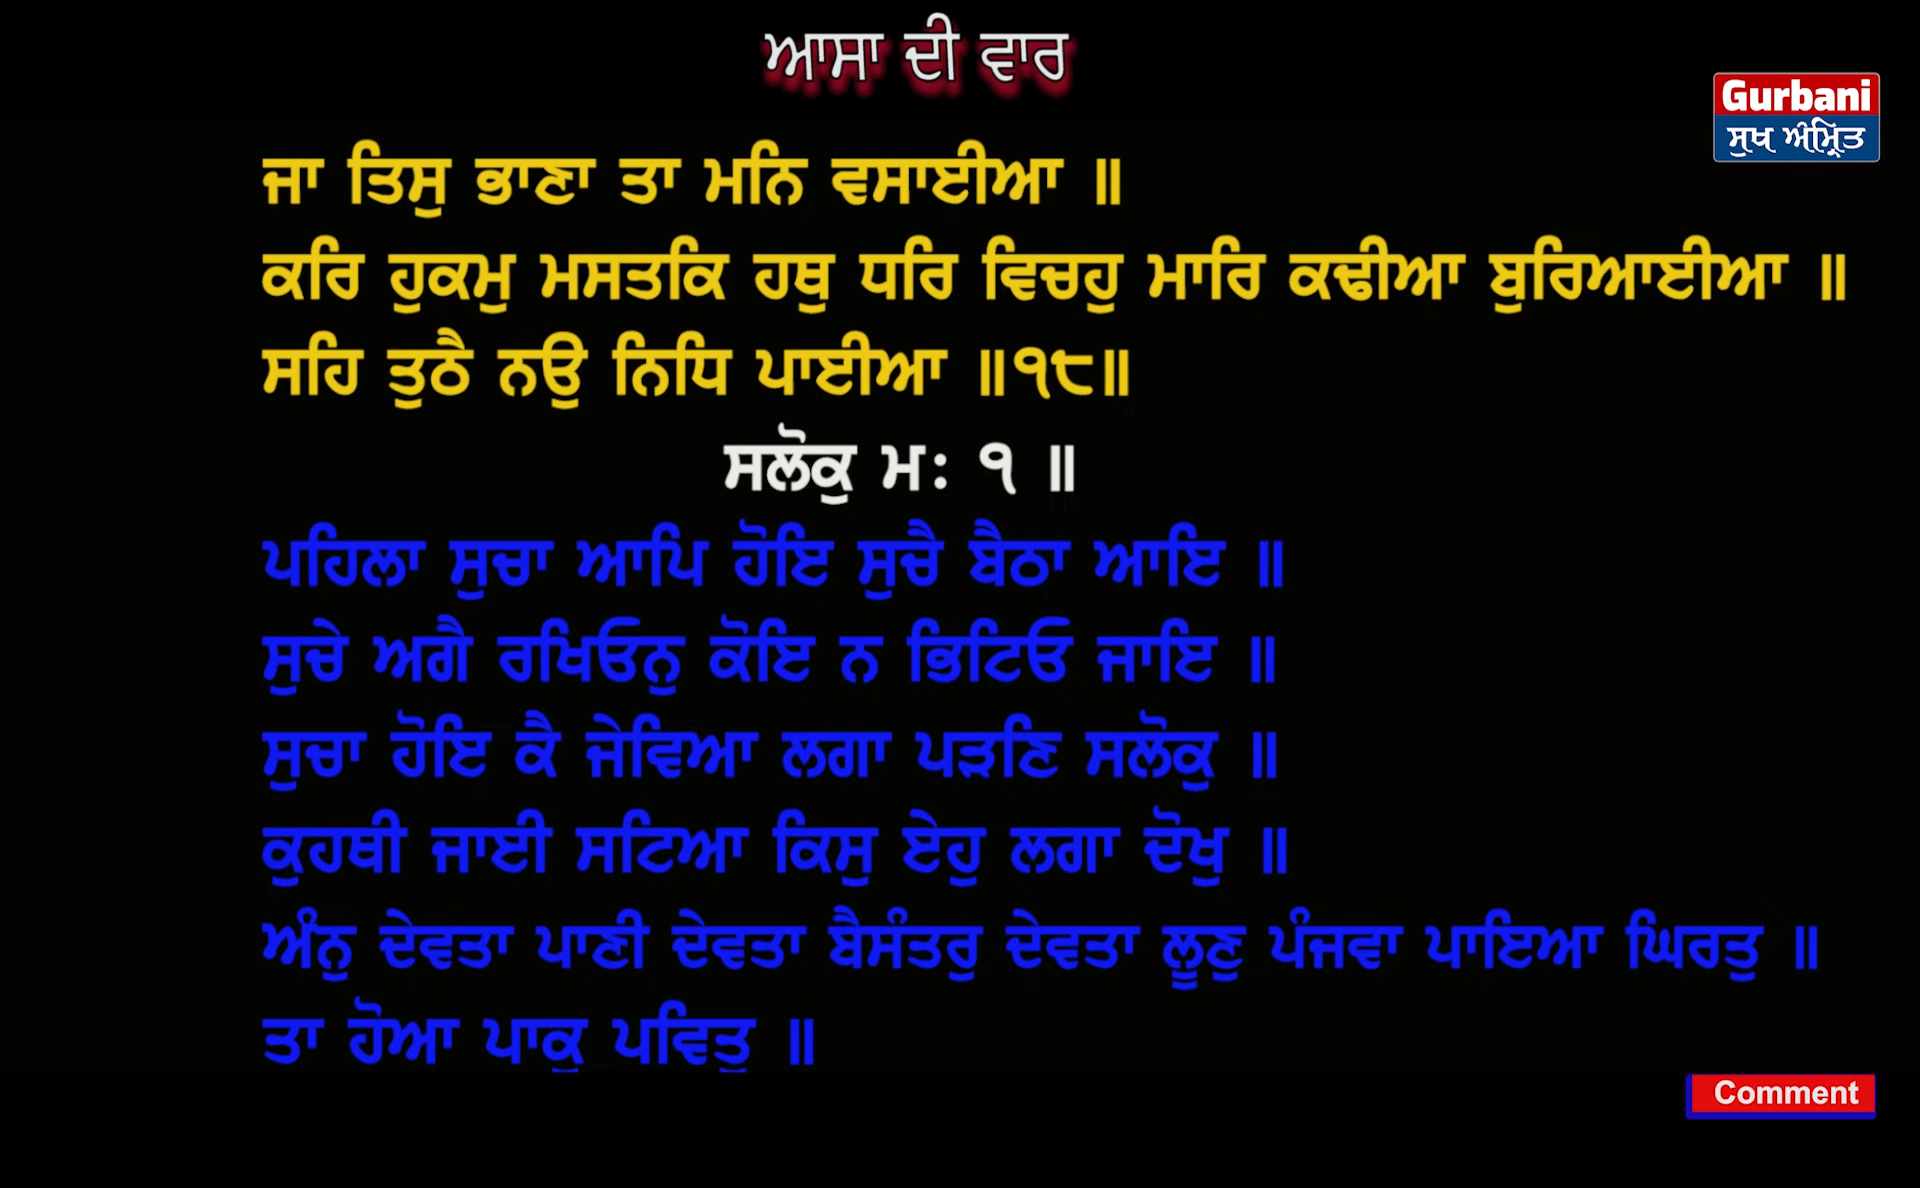 ਆਸਾ ਦੀ ਵਾਰ
Gurbani
ਸੁਖ ਅੰਮ੍ਰਿਤ
ਜਾ ਤਿਸੁ ਭਾਣਾ ਤਾ ਮਨਿ ਵਸਾਈਆ ॥
ਕਰਿ ਹੁਕਮੁ ਮਸਤਕਿ ਹਥੁ ਧਰਿ ਵਿਚਹੁ ਮਾਰਿ ਕਢੀਆ ਬੁਰਿਆਈਆ ॥
ਸਹਿ ਤੁਠੈ ਨਉ ਨਿਧਿ ਪਾਈਆ ॥੧੮॥
ਸਲੋਕੁ ਮਃ ੧ ॥
ਪਹਿਲਾ ਸੁਚਾ ਆਪਿ ਹੋਇ ਸੁਚੈ ਬੈਠਾ ਆਇ ॥
ਸੁਚੇ ਅਗੈ ਰਖਿਓਨੁ ਕੋਇ ਨ ਭਿਟਿਓ ਜਾਇ ॥
ਸੁਚਾ ਹੋਇ ਕੈ ਜੇਵਿਆ ਲਗਾ ਪੜਣਿ ਸਲੋਕੁ ॥
ਕੁਹਥੀ ਜਾਈ ਸਟਿਆ ਕਿਸੁ ਏਹੁ ਲਗਾ ਦੋਖੁ ॥
ਅੰਨੁ ਦੇਵਤਾ ਪਾਣੀ ਦੇਵਤਾ ਬੈਸੰਤਰੁ ਦੇਵਤਾ ਲੂਣੁ ਪੰਜਵਾ ਪਾਇਆ ਘਿਰਤੁ ॥
ਤਾ ਹੋਆ ਪਾਕੁ ਪਵਿਤੁ ॥
Comment